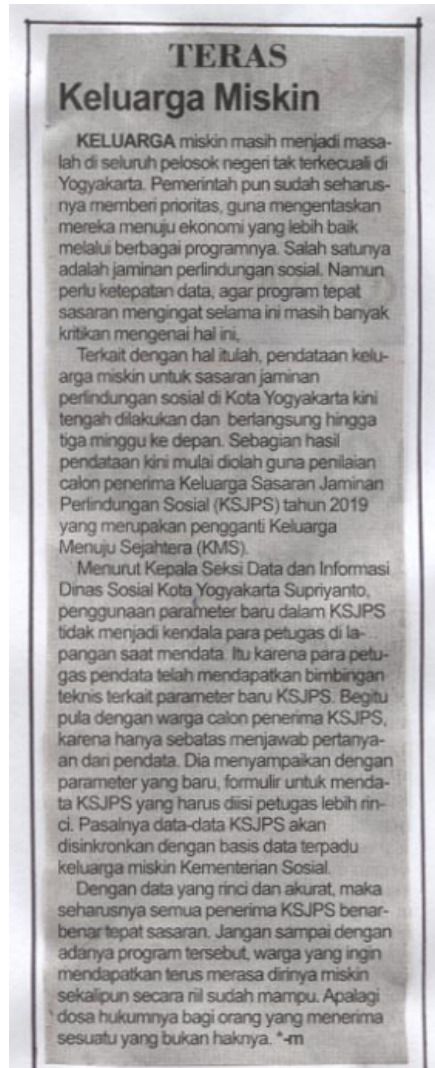 TERAS
Keluarga Miskin
KELUARGA miskin masih menjadi masa-
lah di seluruh pelosok negeri tak terkecuali di
Yogyakarta. Pemerintah pun sudah seharus-
nya memberi prioritas, guna mengentaskan
mereka menuju ekonomi yang lebih baik
melalui berbagai programnya. Salah satunya
adalah jaminan perlindungan sosial. Namun
perlu ketepatan data, agar program tepat
sasaran mengingat selama ini masih banyak
kritikan mengenai hal ini.
Terkait dengan hal itulah, pendataan kelu-
arga miskin untuk sasaran jaminan
perlindungan sosial di Kota Yogyakarta kini
tengah dilakukan dan berlangsung hingga
tiga minggu ke depan. Sebagian hasil
pendataan kini mulai diolah guna penilaian
calon penerima Keluarga Sasaran Jaminan
Perlindungan Sosial (KSJPS) tahun 2019
yang merupakan pengganti Keluarga
Menuju Sejahtera (KMS).
Menurut Kepala Seksi Data dan Informasi
Dinas Sosial Kota Yogyakarta Supriyanto,
penggunaan parameter baru dalam KSJPS
tidak menjadi kendala para petugas di la-
pangan saat mendata. Itu karena para petu-
gas pendata telah mendapatkan bimbingan
teknis terkait parameter baru KSJPS. Begitu
pula dengan warga calon penerima KSJPS,
karena hanya sebatas menjawab pertanya-
an dari pendata. Dia menyampaikan dengan
parameter yang baru, formulir untuk menda-
ta KSJPS yang harus diisi petugas lebih rin-
ci. Pasalnya data-data KSJPS akan
disinkronkan dengan basis data terpadu
keluarga miskin Kementerian Sosial.
Dengan data yang rinci dan akurat, maka
seharusnya semua penerima KSJPS benar-
benar tepat sasaran. Jangan sampai dengan
adanya program tersebut, warga yang ingin
mendapatkan terus merasa dirinya miskin
sekalipun secara riil sudah mampu. Apalagi
dosa hukumnya bagi orang yang menerima
sesuatu yang bukan haknya. *-m